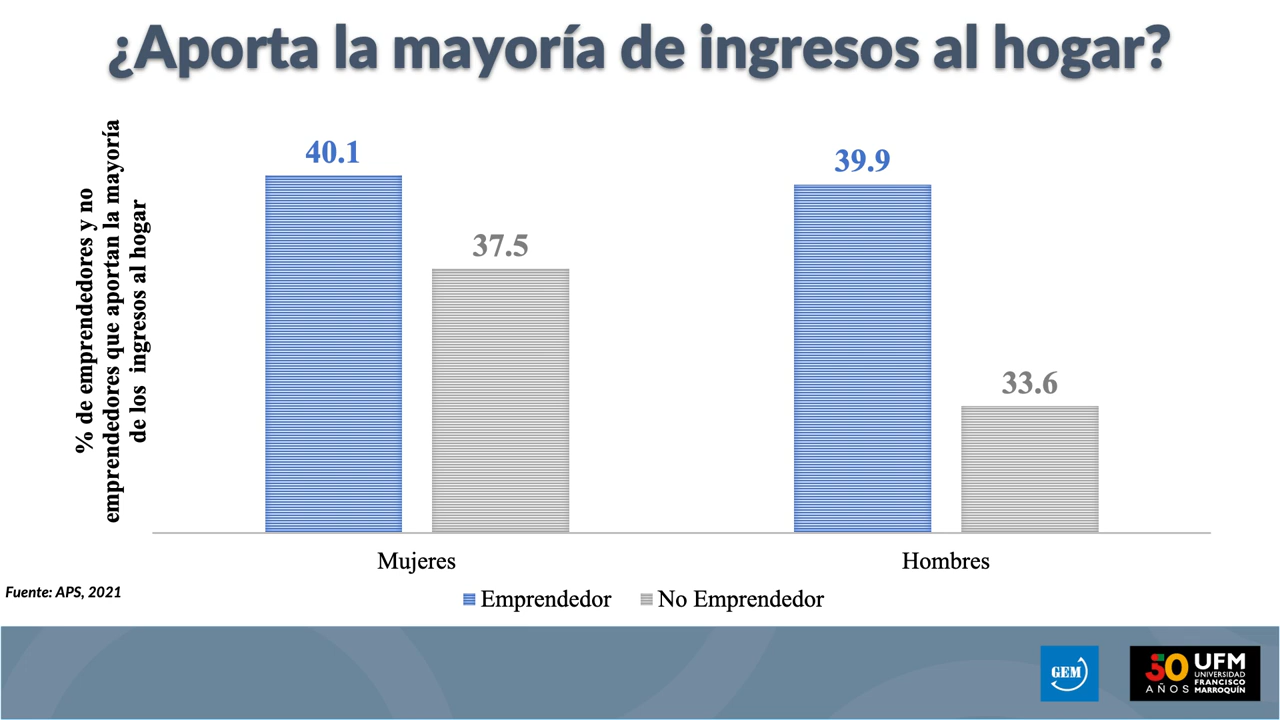 ¿Aporta la mayoría de ingresos al hogar?
% de emprendedores y no
emprendedores que aportan la mayoría
de los ingresos al hogar
40.1
37.5
39.9
33.6
Mujeres
Hombres
Emprendedor
No Emprendedor
Fuente: APS, 2021
GEM
50
AÑOS
UFM
UNIVERSIDAD
FRANCISCO
MARROQUÍN